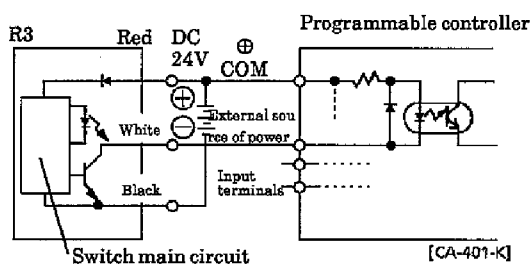 Programmable controller
R3
Red
DC
24V
⊕
COM
⊕
⊖
External sou
rce of power
White
Black
Input
terminals
Switch main circuit
[CA-401-K]